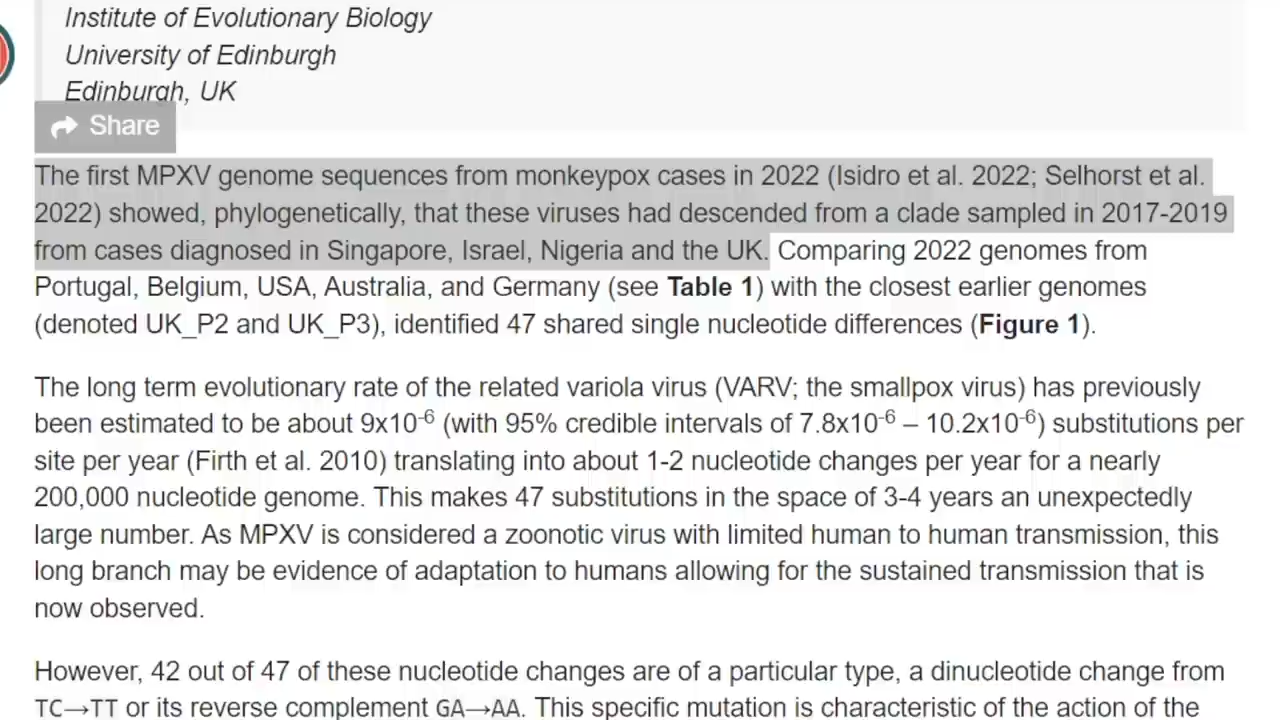 Institute of Evolutionary Biology
University of Edinburgh
Edinburgh, UK
Share
The first MPXV genome sequences from monkeypox cases in 2022 (Isidro et al. 2022; Selhorst et al.
2022) showed, phylogenetically, that these viruses had descended from a clade sampled in 2017-2019
from cases diagnosed in Singapore, Israel, Nigeria and the UK. Comparing 2022 genomes from
Portugal, Belgium, USA, Australia, and Germany (see Table 1) with the closest earlier genomes
(denoted UK_P2 and UK_P3), identified 47 shared single nucleotide differences (Figure 1).
The long term evolutionary rate of the related variola virus (VARV; the smallpox virus) has previously
been estimated to be about 9x10-6 (with 95% credible intervals of 7.8x10-6 – 10.2x10-6) substitutions per
site per year (Firth et al. 2010) translating into about 1-2 nucleotide changes per year for a nearly
200,000 nucleotide genome. This makes 47 substitutions in the space of 3-4 years an unexpectedly
large number. As MPXV is considered a zoonotic virus with limited human to human transmission, this
long branch may be evidence of adaptation to humans allowing for the sustained transmission that is
now observed.
However, 42 out of 47 of these nucleotide changes are of a particular type, a dinucleotide change from
TC→TT or its reverse complement GA→AA. This specific mutation is characteristic of the action of the